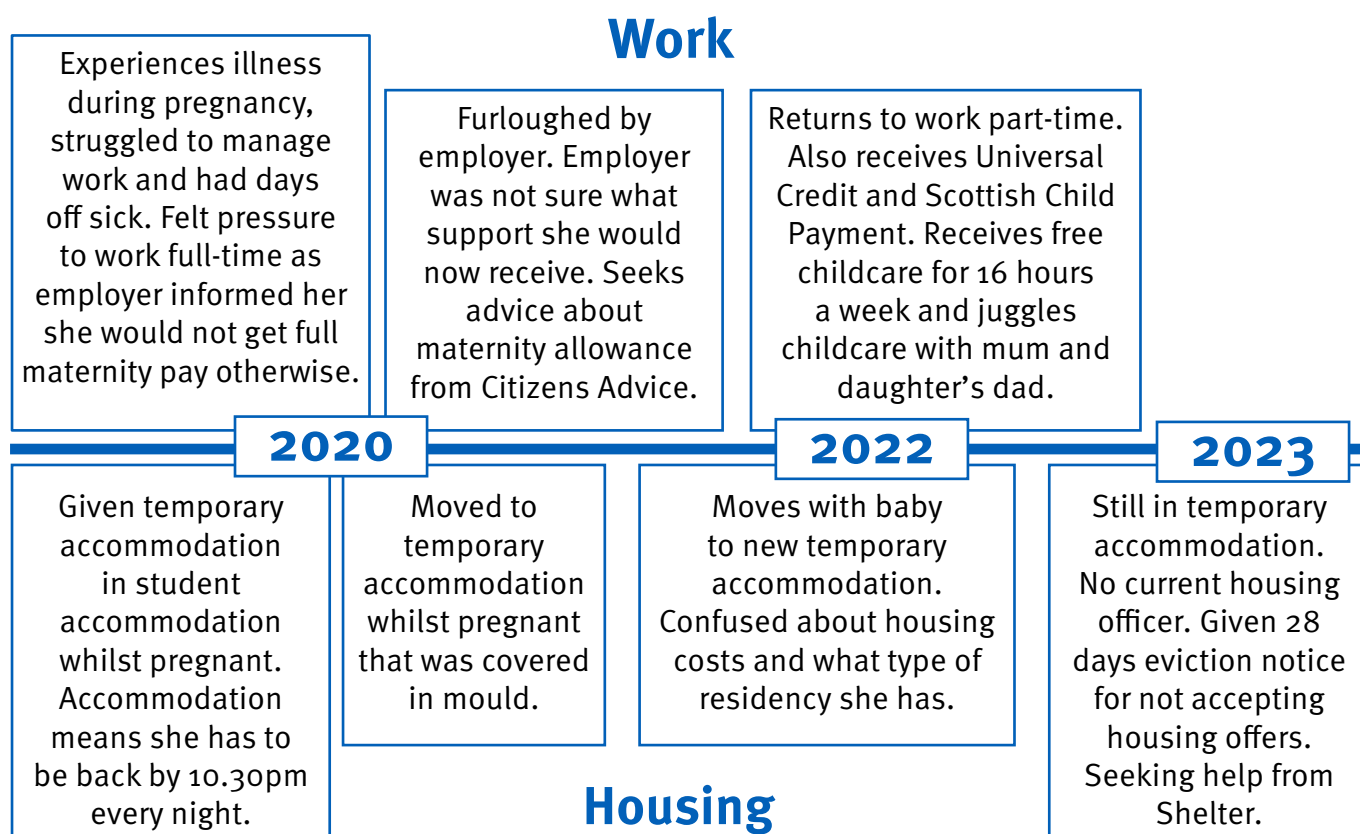 Work
Experiences illness
during pregnancy,
struggled to manage
work and had days
off sick. Felt pressure
to work full-time as
employer informed her
she would not get full
maternity pay otherwise.
Furloughed by
employer. Employer
was not sure what
support she would
now receive. Seeks
advice about
maternity allowance
from Citizens Advice.
Returns to work part-time.
Also receives Universal
Credit and Scottish Child
Payment. Receives free
childcare for 16 hours
a week and juggles
childcare with mum and
daughter’s dad.
2020
2022
2023
Given temporary
accommodation
in student
accommodation
whilst pregnant.
Accommodation
means she has to
be back by 10.30pm
every night.
Moved to
temporary
accommodation
whilst pregnant
that was covered
in mould.
Moves with baby
to new temporary
accommodation.
Confused about housing
costs and what type of
residency she has.
Still in temporary
accommodation.
No current housing
officer. Given 28
days eviction notice
for not accepting
housing offers.
Seeking help from
Shelter.
Housing